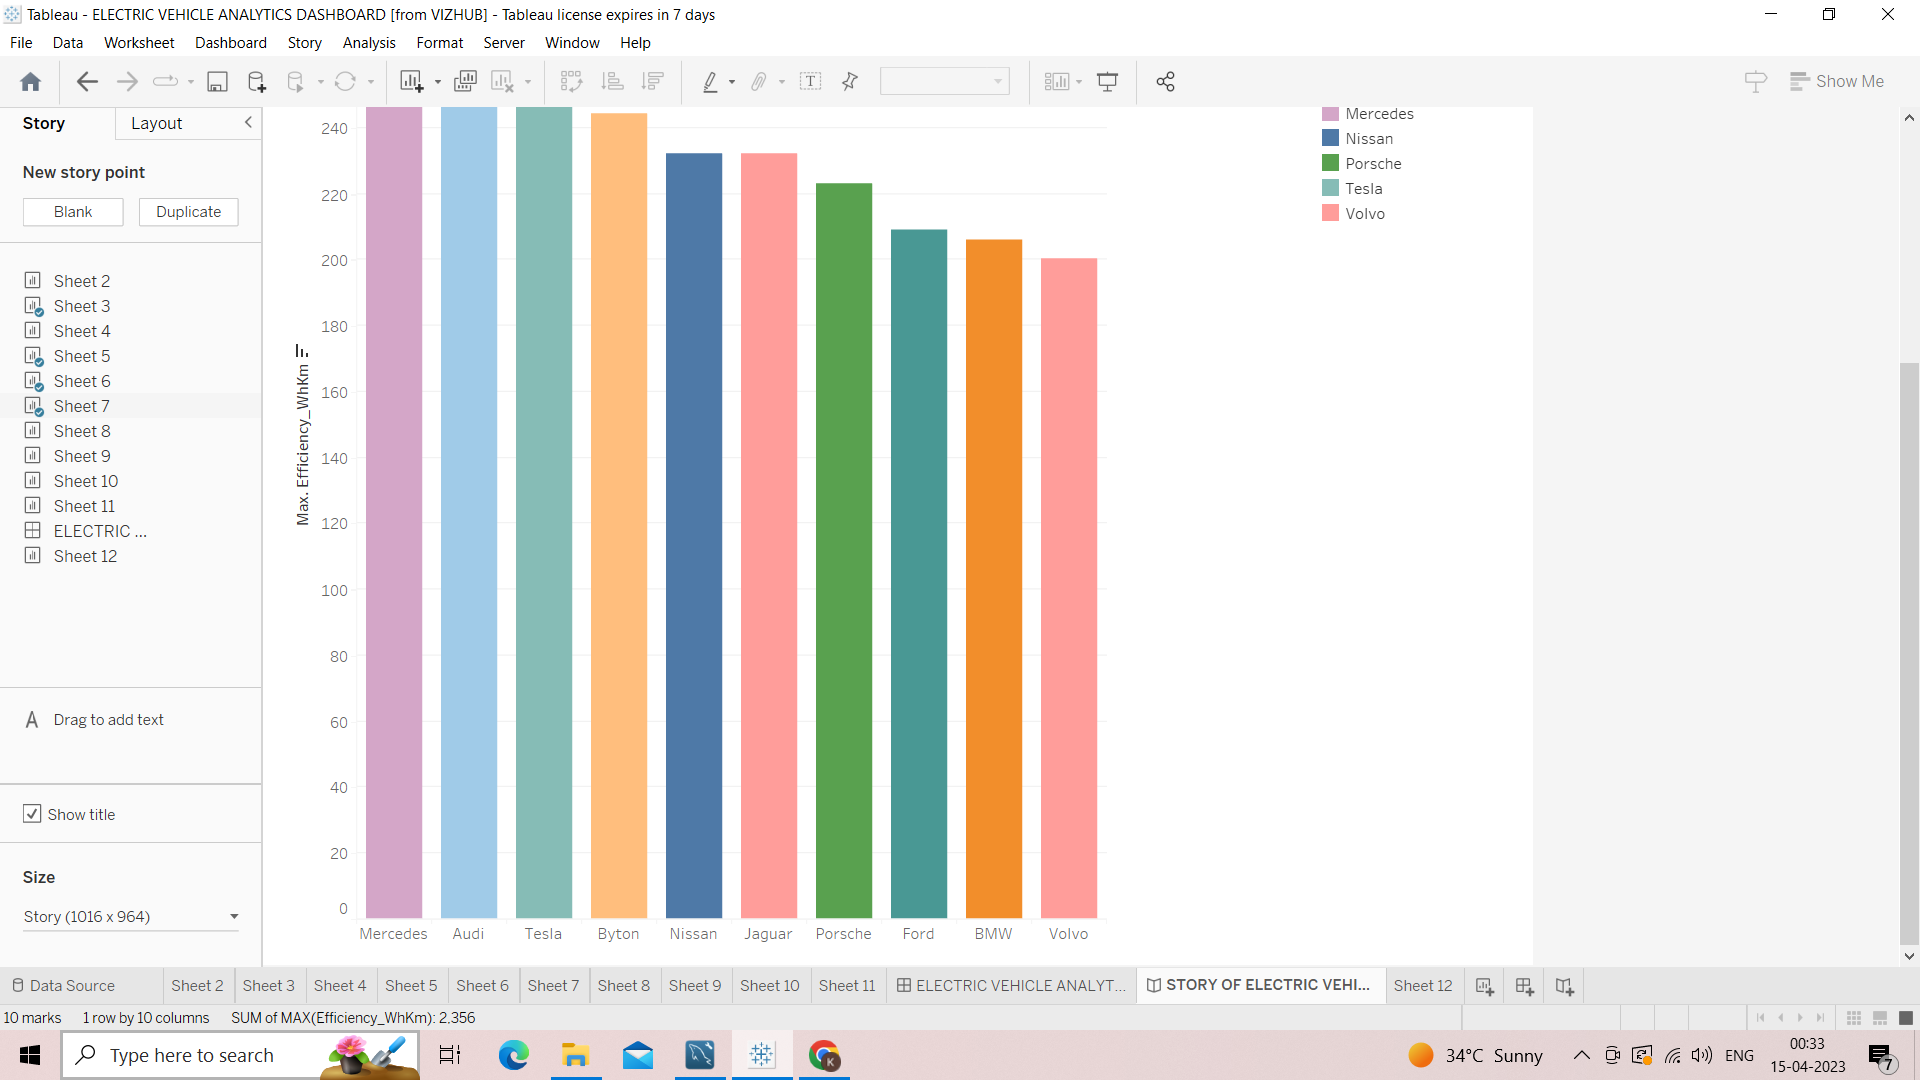 Tableau - ELECTRIC VEHICLE ANALYTICS DASHBOARD [from VIZHUB] - Tableau license expires in 7 days
File Data Worksheet Dashboard Story Analysis Format Server Window Help
Show Me
Story Layout
New story point
Blank Duplicate
Sheet 2
Sheet 3
Sheet 4
Sheet 5
Sheet 6
Sheet 7
Sheet 8
Sheet 9
Sheet 10
Sheet 11
ELECTRIC ...
Sheet 12
Drag to add text
Show title
Size
Story (1016 x 964)
Max. Efficiency_WhKm
240
220
200
180
160
140
120
100
80
60
40
20
0
Mercedes Audi Tesla Byton Nissan Jaguar Porsche Ford BMW Volvo
Mercedes
Nissan
Porsche
Tesla
Volvo
Data Source Sheet 2 Sheet 3 Sheet 4 Sheet 5 Sheet 6 Sheet 7 Sheet 8 Sheet 9 Sheet 10 Sheet 11 ELECTRIC VEHICLE ANALYT... STORY OF ELECTRIC VEHI... Sheet 12
10 marks 1 row by 10 columns SUM of MAX(Efficiency_WhKm): 2,356
Type here to search
K
34°C Sunny
ENG
00:33
15-04-2023
7